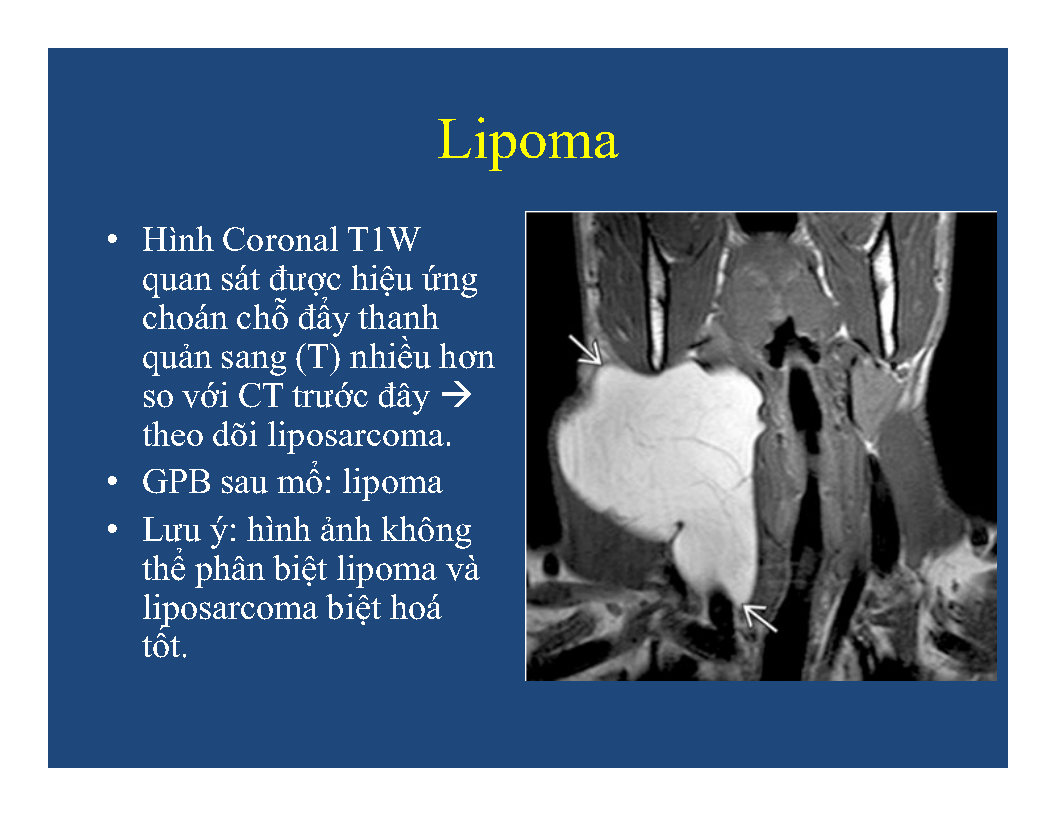 Lipoma
• Hình Coronal T1W
quan sát được hiệu ứng
choán chỗ đẩy thanh
quản sang (T) nhiều hơn
so với CT trước đây →
theo dõi liposarcoma.
• GPB sau mổ: lipoma
• Lưu ý: hình ảnh không
thể phân biệt lipoma và
liposarcoma biệt hoá
tốt.